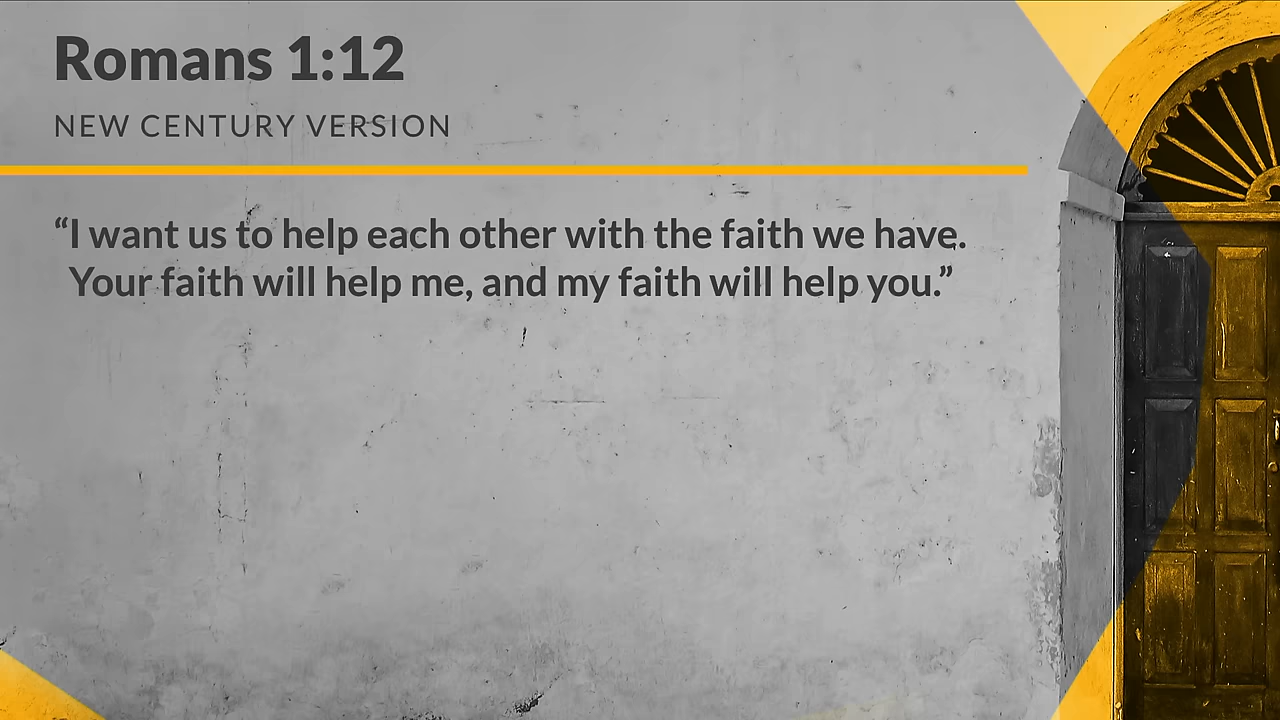 Romans 1:12
NEW CENTURY VERSION
“I want us to help each other with the faith we have.
Your faith will help me, and my faith will help you.”